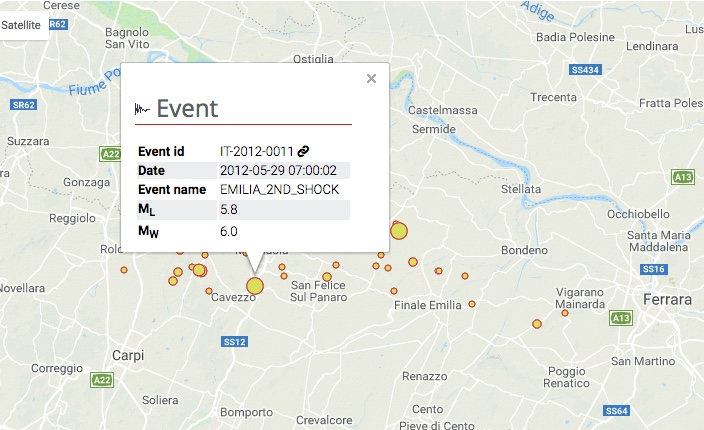 Cerese
Satellite
R62
Bagnolo
San Vito
Adige
Badia Polesine
Lendinara
Ostiglia
SS434
Trecenta
Fratta Poles
Fiume Po
SR62
Castelmassa
Sermide
Suzzara
A22
Gonzaga
Reggiolo
Rolo
×
Event
Event id IT-2012-0011
Date 2012-05-29 07:00:02
Event name EMILIA_2ND_SHOCK
ML 5.8
MW 6.0
A13
Stellata
Occhiobello
Santa Maria
Maddalena
Bondeno
SS16
Novellara
Cavezzo
San Felice
Sul Panaro
Finale Emilia
Vigarano
Mainarda
Ferrara
A13
SS12
Carpi
Correggio
A22
San Martino
Renazzo
Poggio
Renatico
Soliera
Bomporto
Crevalcore
Cento
Pieve di Cento
SS64